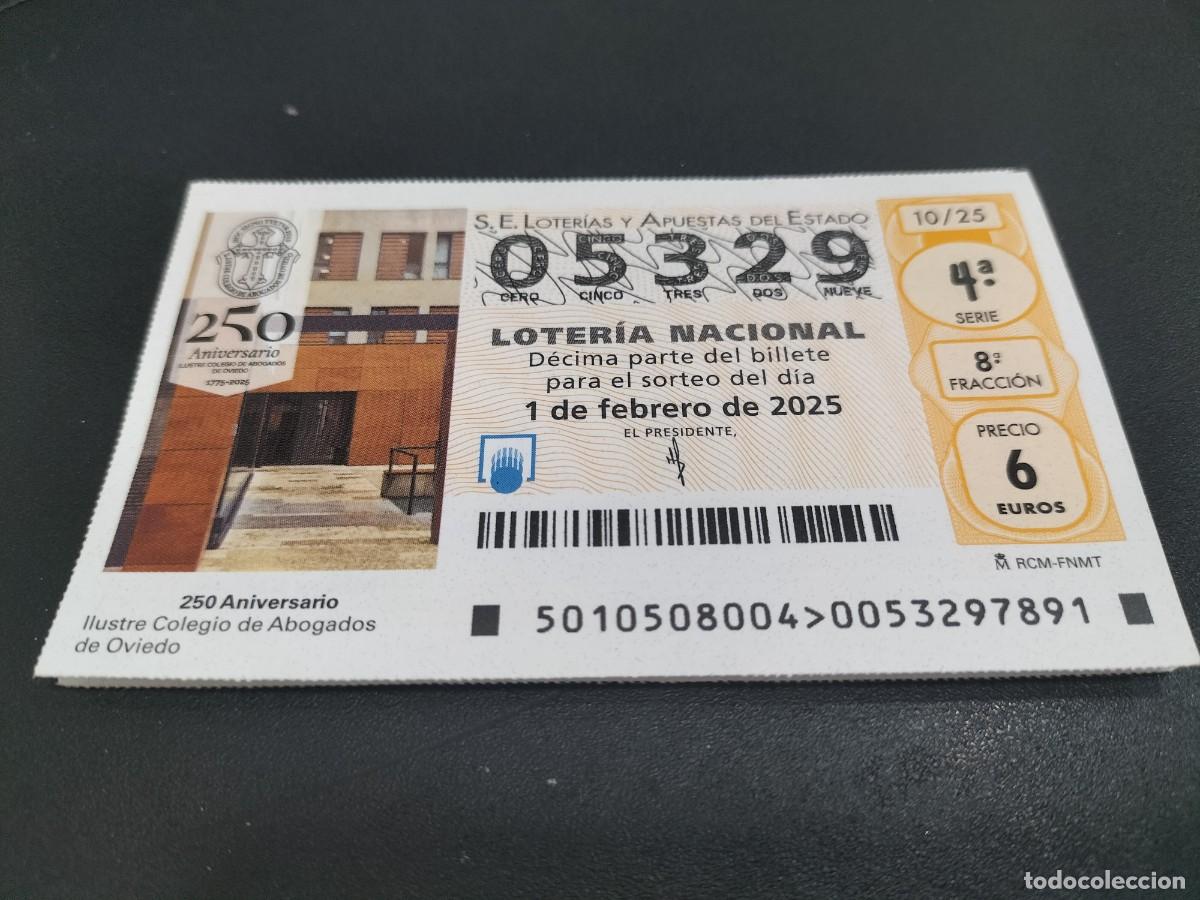 250
Aniversario
ILUSTRE COLEGIO DE ABOGADOS
DE OVIEDO
1775-2025
250 Aniversario
Ilustre Colegio de Abogados
de Oviedo
S.E. LOTERÍAS Y APUESTAS DEL ESTADO
05329
CERO CINCO TRES DOS NUEVE
LOTERÍA NACIONAL
Décima parte del billete
para el sorteo del día
1 de febrero de 2025
EL PRESIDENTE,
10/25
4ª
SERIE
8ª
FRACCIÓN
PRECIO
6
EUROS
RCM-FNMT
5010508004>0053297891
todocoleccion